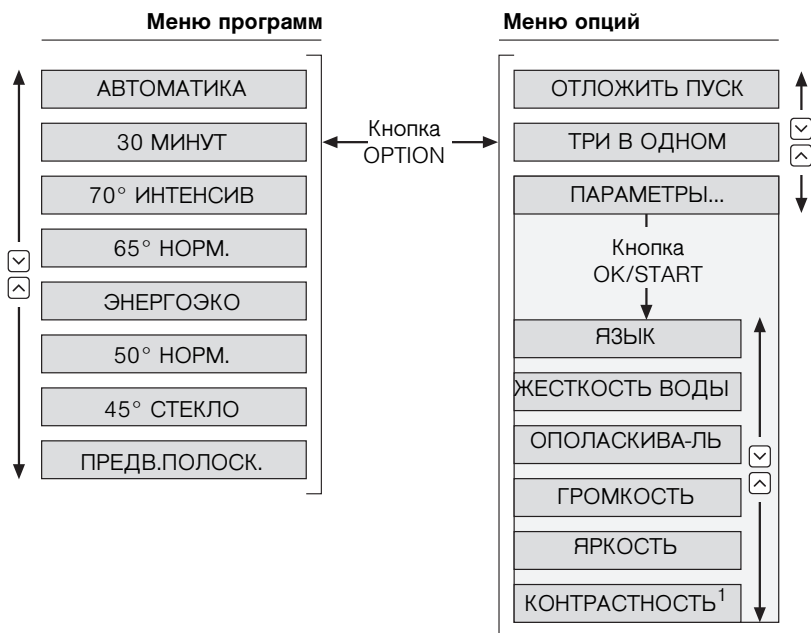 Меню программ
АВТОМАТИКА
30 МИНУТ
70° ИНТЕНСИВ
65° НОРМ.
ЭНЕРГОЭКО
50° НОРМ.
45° СТЕКЛО
ПРЕДВ.ПОЛОСК.
Кнопка
OPTION
Меню опций
ОТЛОЖИТЬ ПУСК
ТРИ В ОДНОМ
ПАРАМЕТРЫ...
Кнопка
OK/START
ЯЗЫК
ЖЕСТКОСТЬ ВОДЫ
ОПОЛАСКИВА-ЛЬ
ГРОМКОСТЬ
ЯРКОСТЬ
КОНТРАСТНОСТЬ1